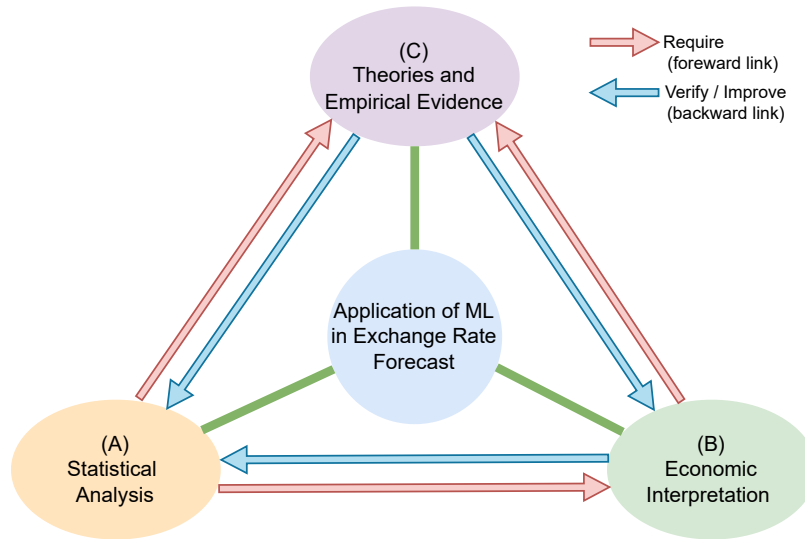 (C)
Theories and
Empirical Evidence
Require
(foreward link)
Verify / Improve
(backward link)
Application of ML
in Exchange Rate
Forecast
(A)
Statistical
Analysis
(B)
Economic
Interpretation